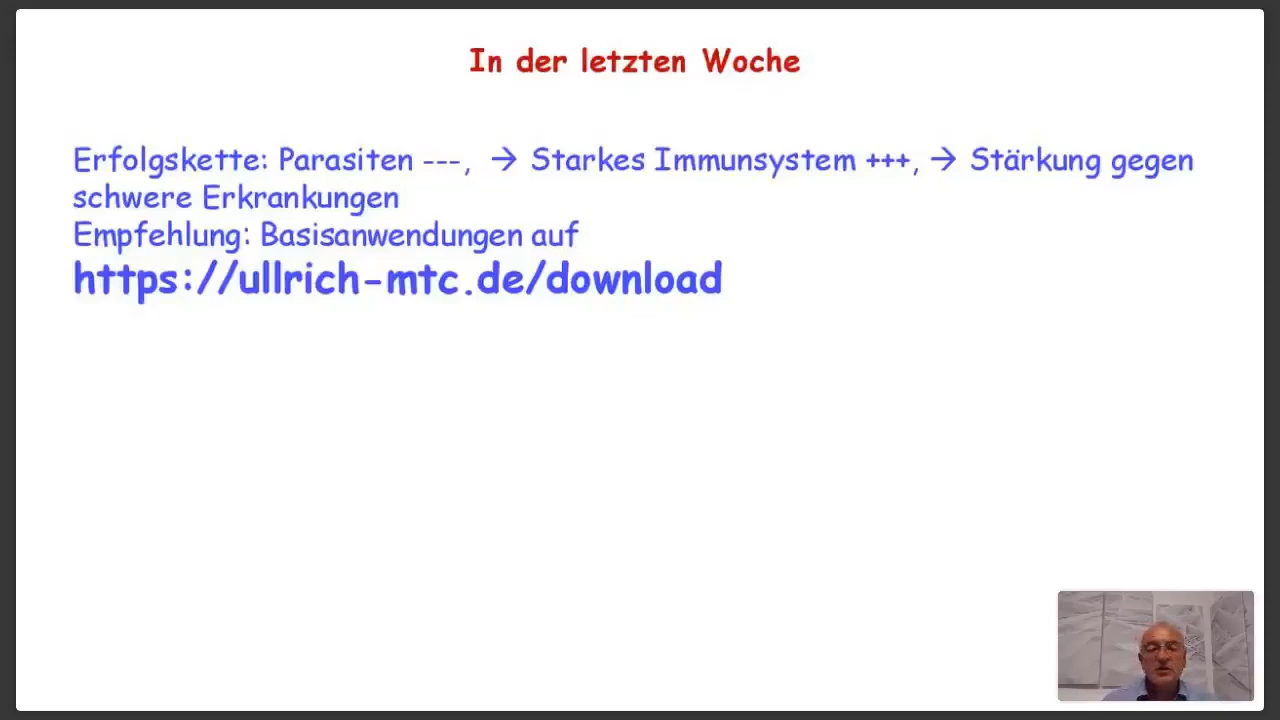 In der letzten Woche
Erfolgskette: Parasiten ---, → Starkes Immunsystem +++, → Stärkung gegen
schwere Erkrankungen
Empfehlung: Basisanwendungen auf
https://ullrich-mtc.de/download